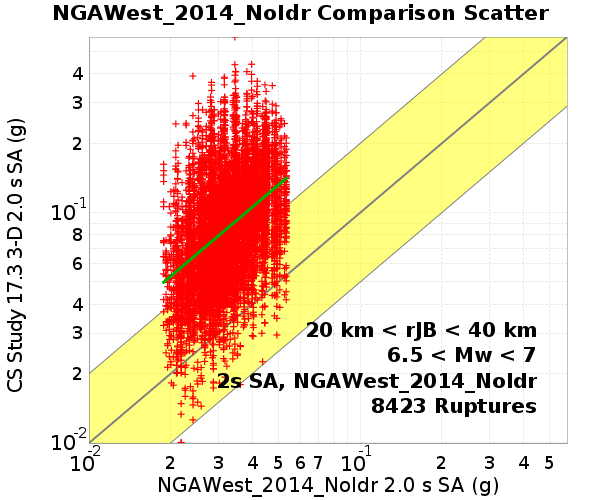 NGAWest_2014_NoIdr Comparison Scatter
CS Study 17.3 3-D 2.0 s SA (g)
4
3
2
10-1
8
6
4
3
2
10-2
20 km < rJB < 40 km
6.5 < Mw < 7
2s SA, NGAWest_2014_NoIdr
8423 Ruptures
10-2 2 3 4 5 6 7 10-1 2 3 4 5
NGAWest_2014_NoIdr 2.0 s SA (g)